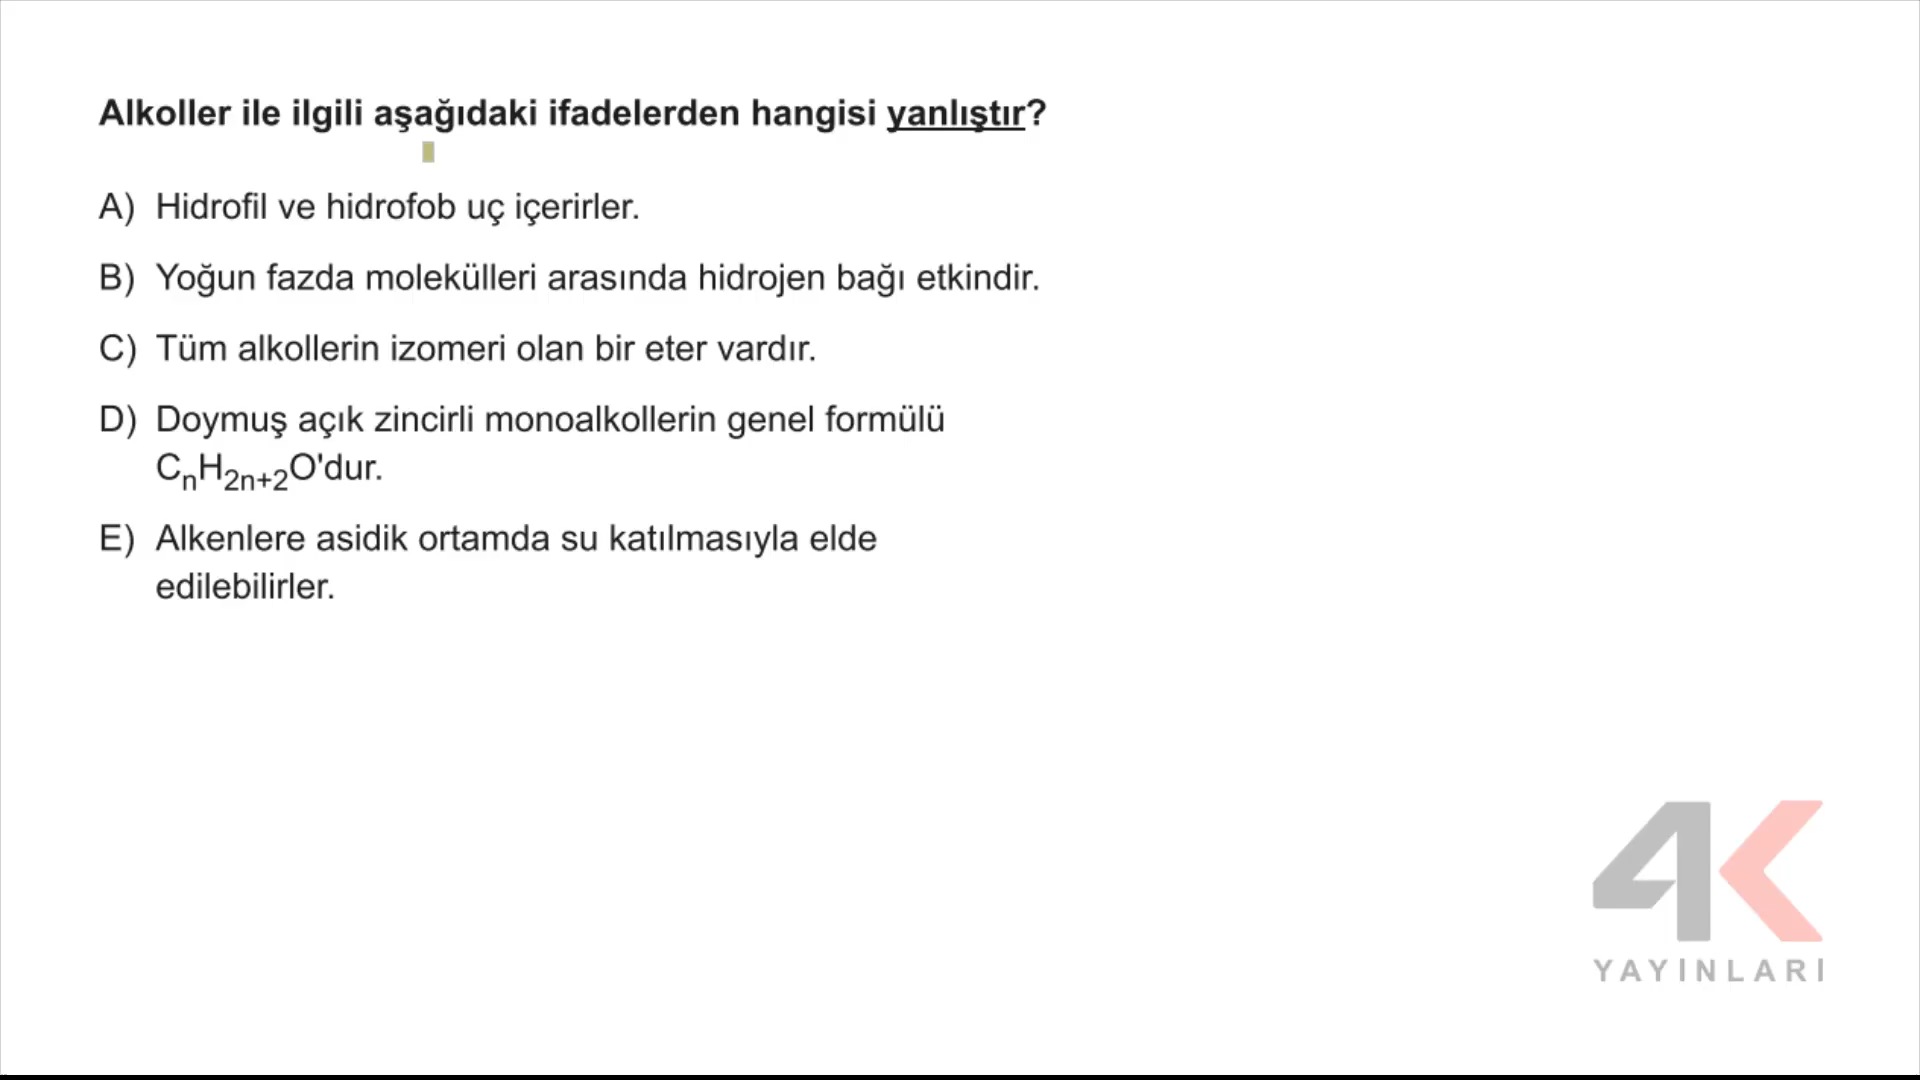 Alkoller ile ilgili aşağıdaki ifadelerden hangisi yanlıştır?
A) Hidrofil ve hidrofob uç içerirler.
B) Yoğun fazda molekülleri arasında hidrojen bağı etkindir.
C) Tüm alkollerin izomeri olan bir eter vardır.
D) Doymuş açık zincirli monoalkollerin genel formülü
CₙH₂ₙ₊₂O'dur.
E) Alkenlere asidik ortamda su katılmasıyla elde
edilebilirler.
4K
YAYINLARI